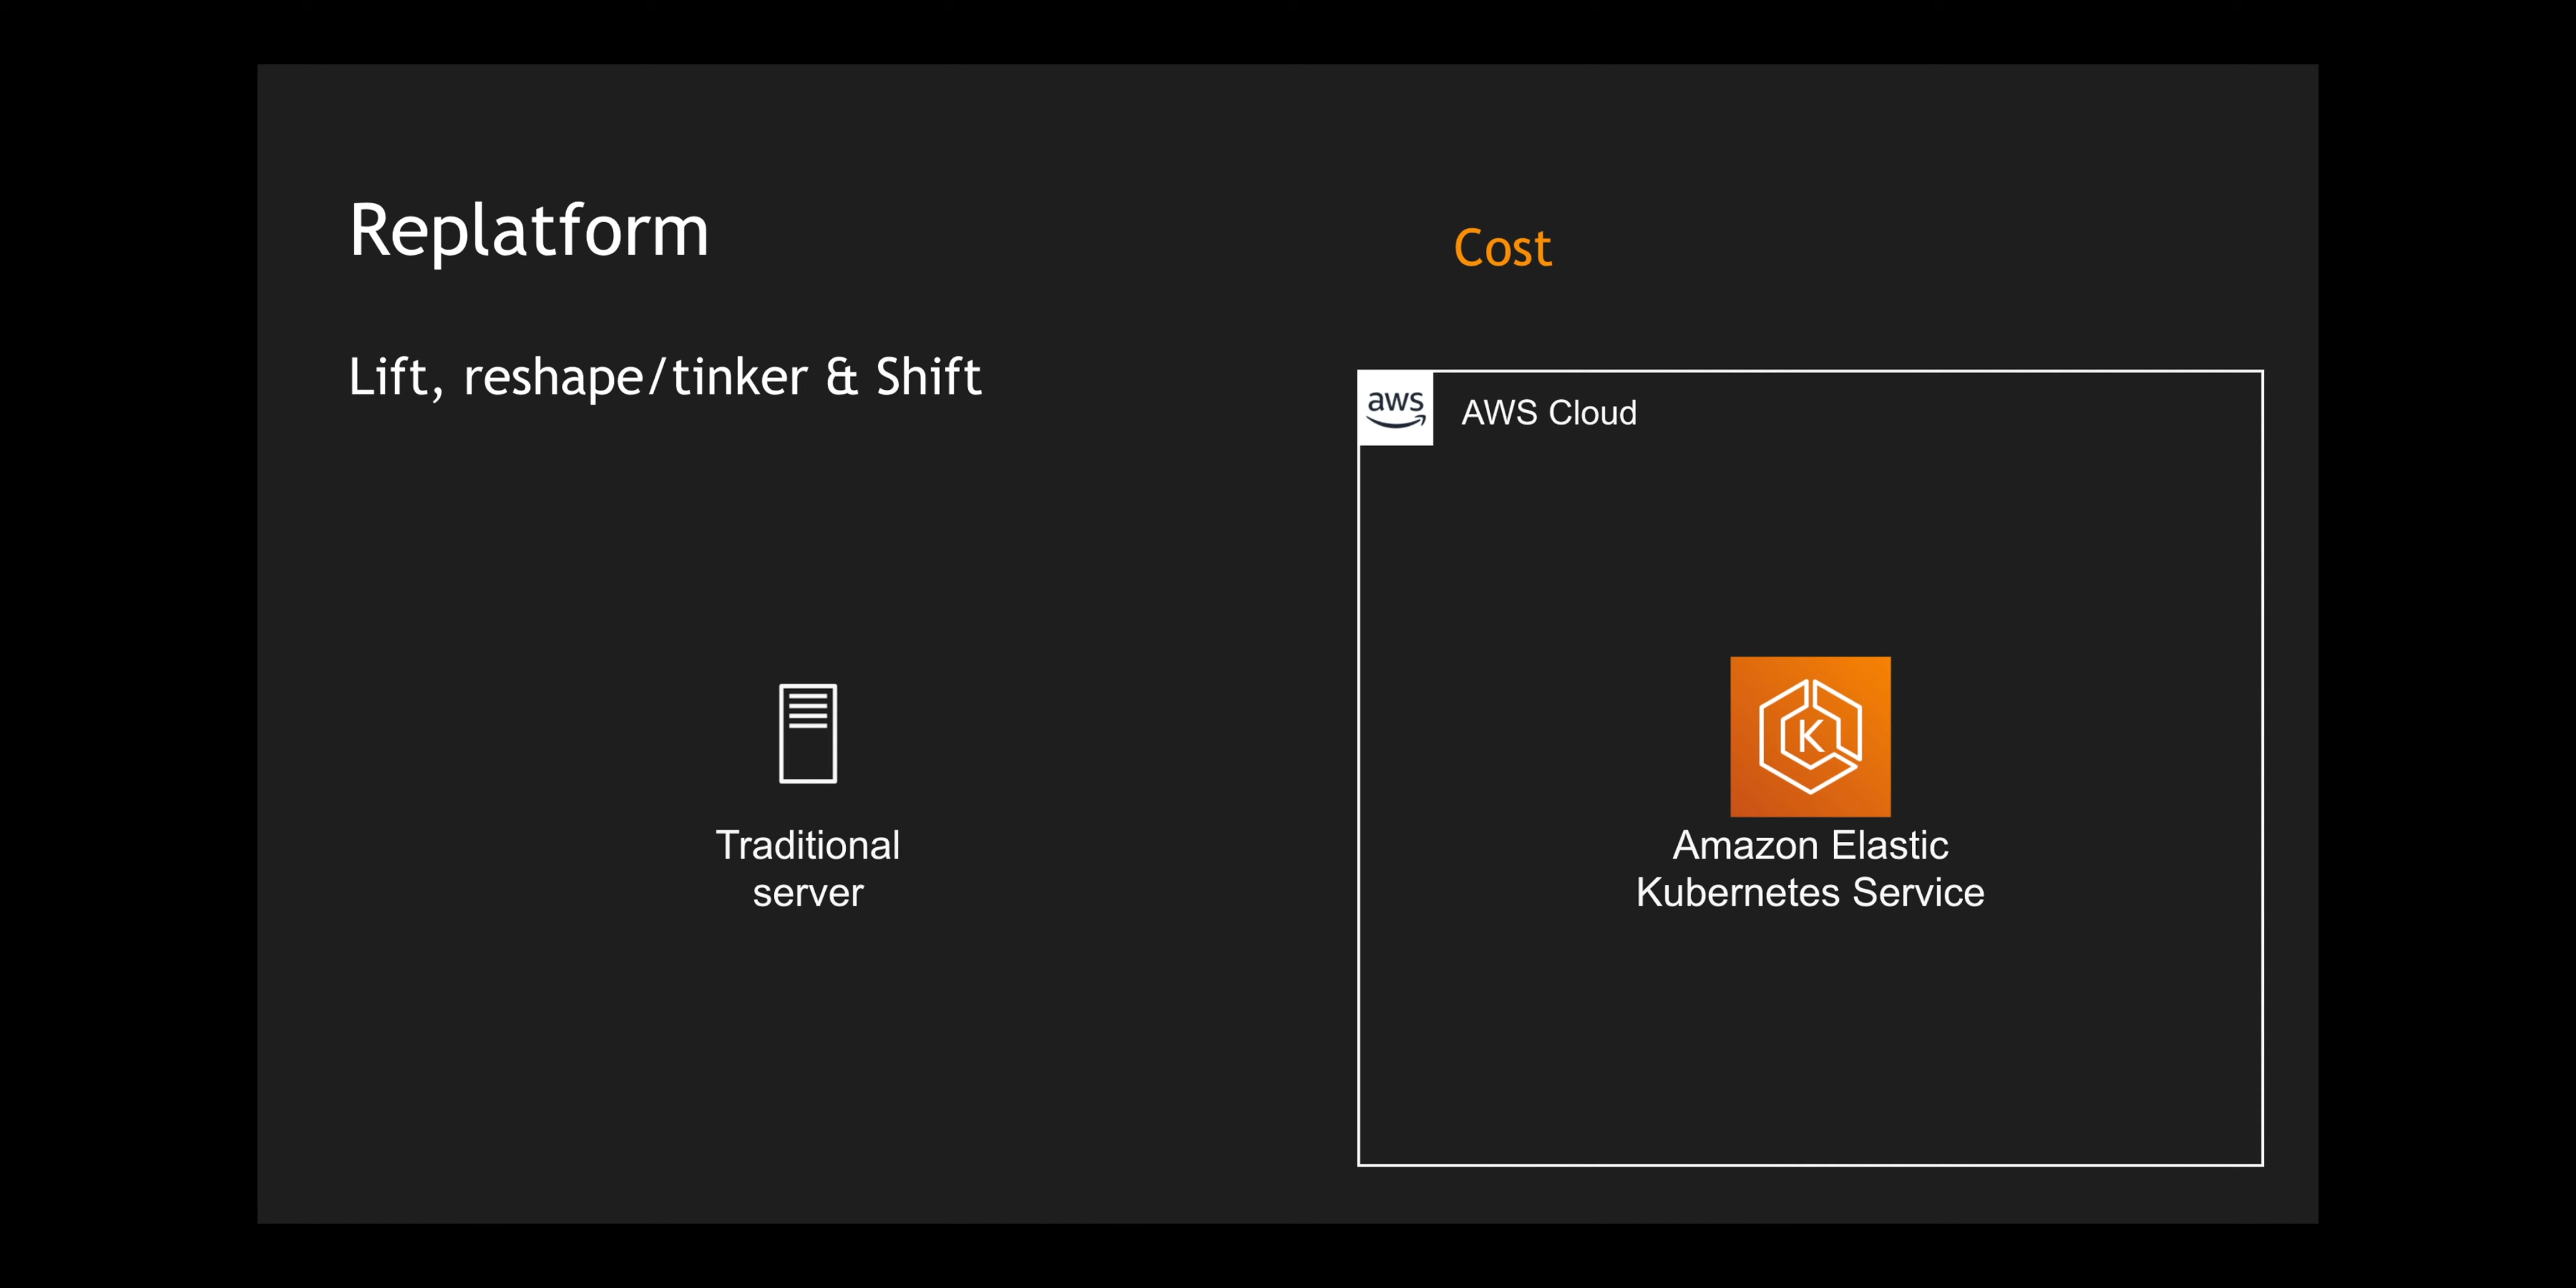 Replatform
Cost
Lift, reshape/tinker & Shift
aws
AWS Cloud
K
Traditional
server
Amazon Elastic
Kubernetes Service